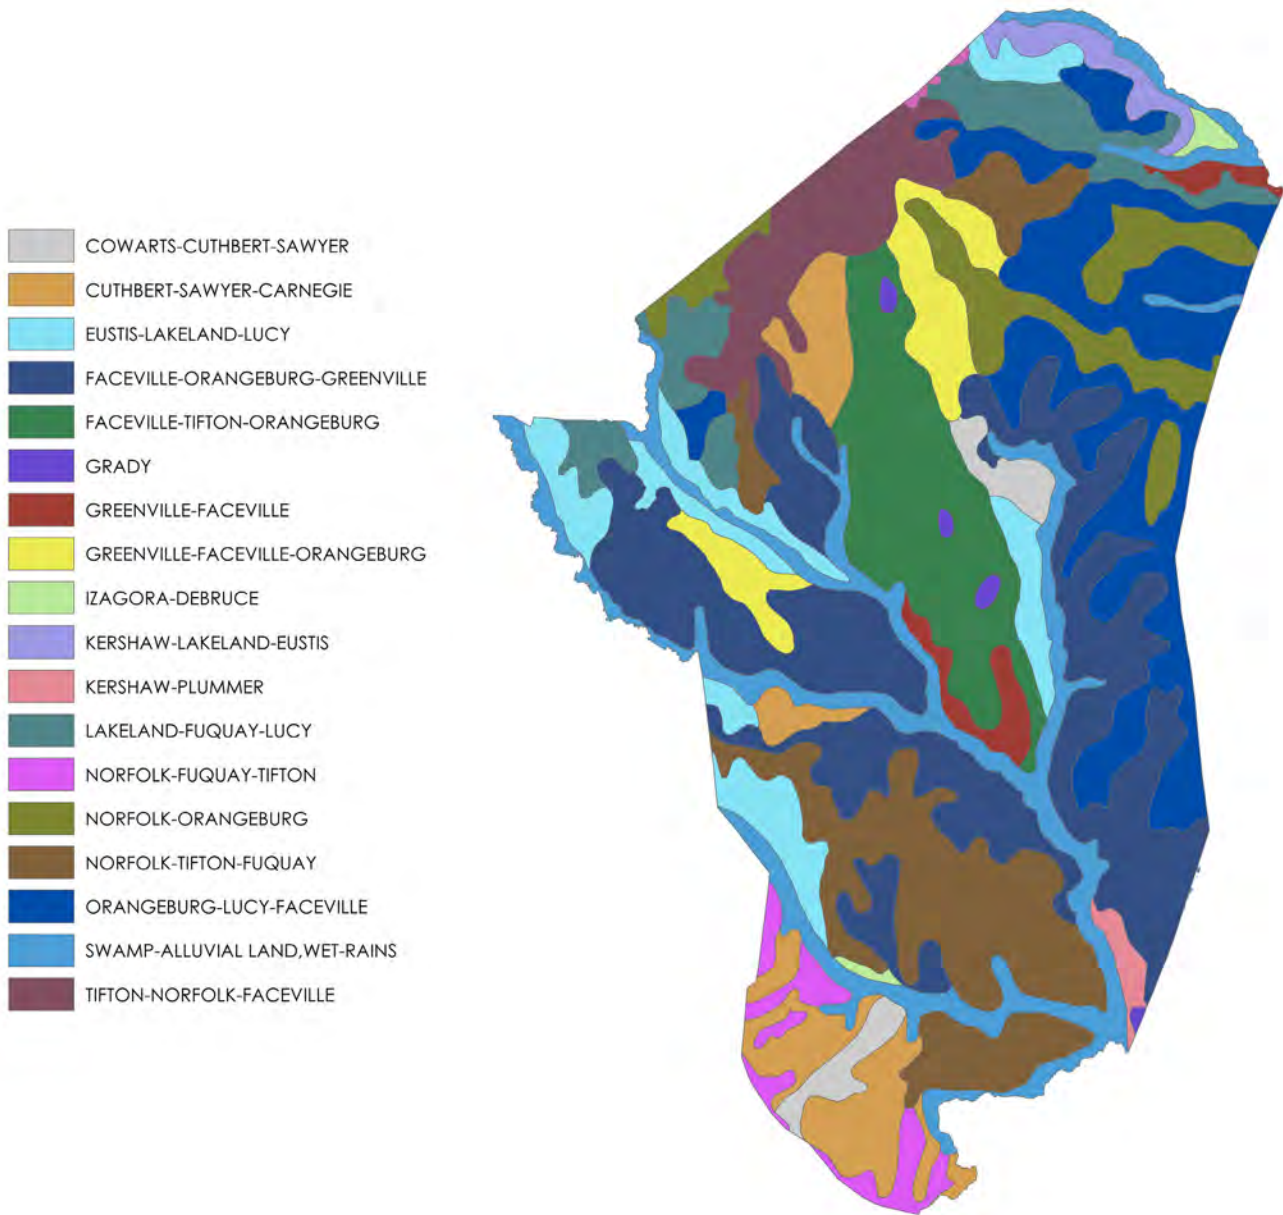 COWARTS-CUTHBERT-SAWYER
CUTHBERT-SAWYER-CARNEGIE
EUSTIS-LAKELAND-LUCY
FACEVILLE-ORANGEBURG-GREENVILLE
FACEVILLE-TIFTON-ORANGEBURG
GRADY
GREENVILLE-FACEVILLE
GREENVILLE-FACEVILLE-ORANGEBURG
IZAGORA-DEBRUCE
KERSHAW-LAKELAND-EUSTIS
KERSHAW-PLUMMER
LAKELAND-FUQUAY-LUCY
NORFOLK-FUQUAY-TIFTON
NORFOLK-ORANGEBURG
NORFOLK-TIFTON-FUQUAY
ORANGEBURG-LUCY-FACEVILLE
SWAMP-ALLUVIAL LAND,WET-RAINS
TIFTON-NORFOLK-FACEVILLE